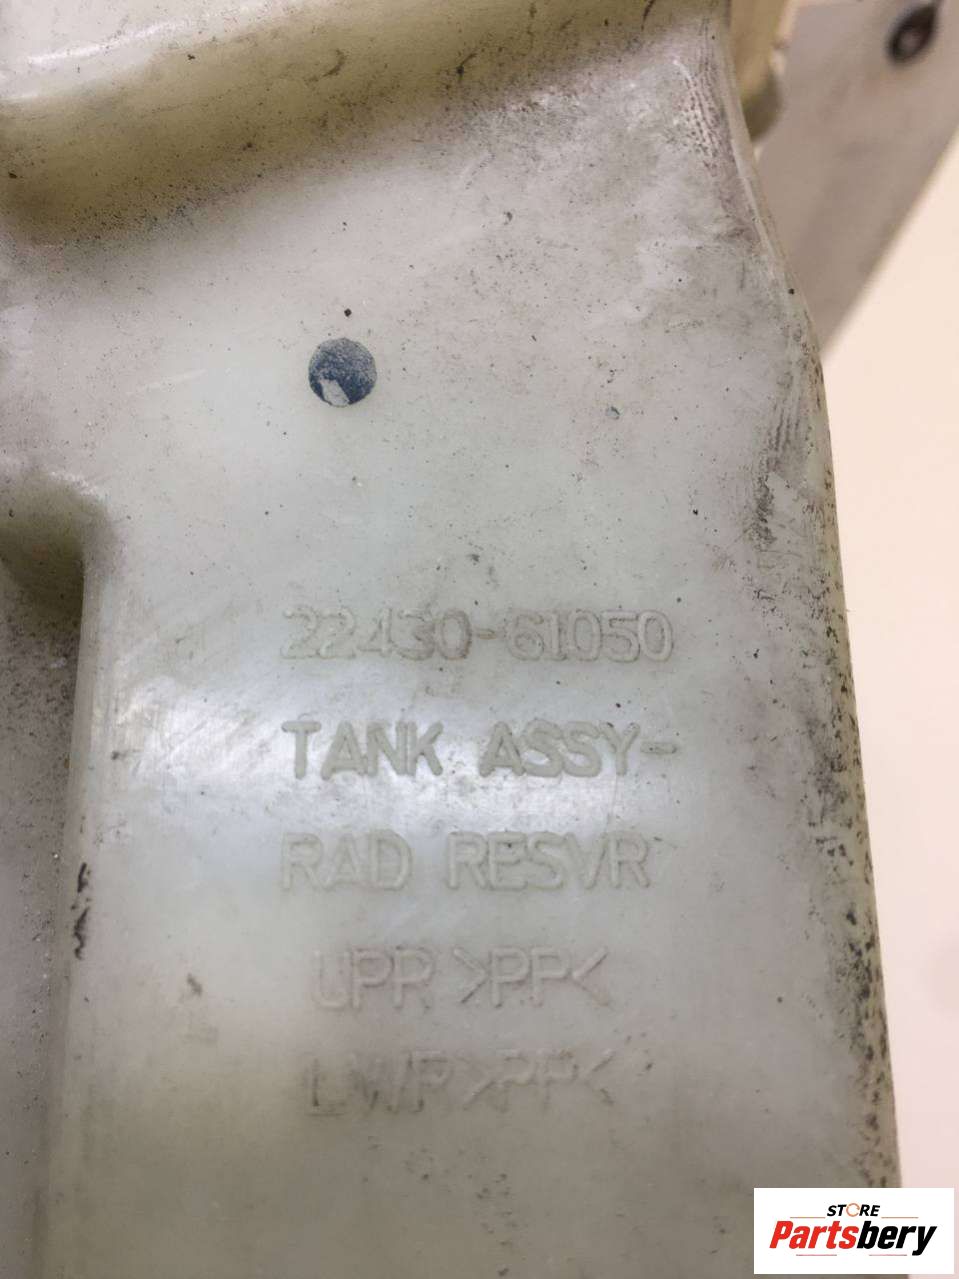 22430-61050
TANK ASSY-
RAD RESVR
UPR >PP<
LWR >PP<
STORE
Partsbery